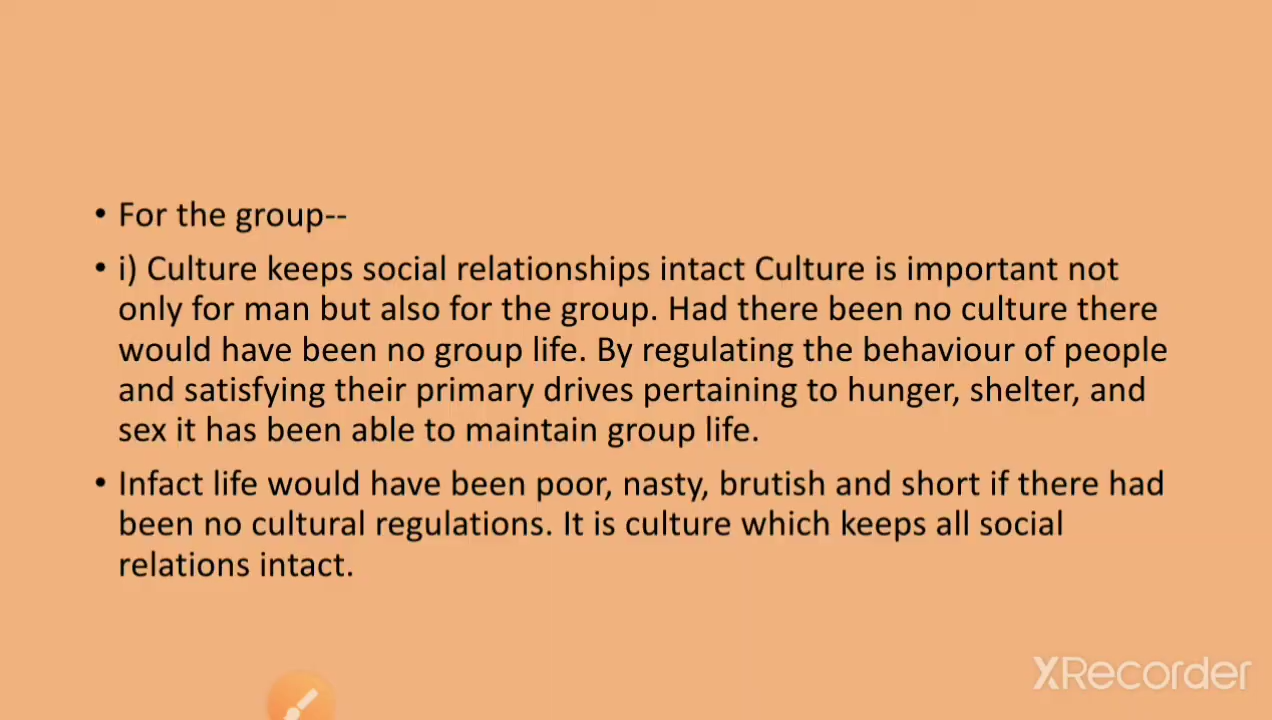 • For the group--
• i) Culture keeps social relationships intact Culture is important not
only for man but also for the group. Had there been no culture there
would have been no group life. By regulating the behaviour of people
and satisfying their primary drives pertaining to hunger, shelter, and
sex it has been able to maintain group life.
• Infact life would have been poor, nasty, brutish and short if there had
been no cultural regulations. It is culture which keeps all social
relations intact.
XRecorder